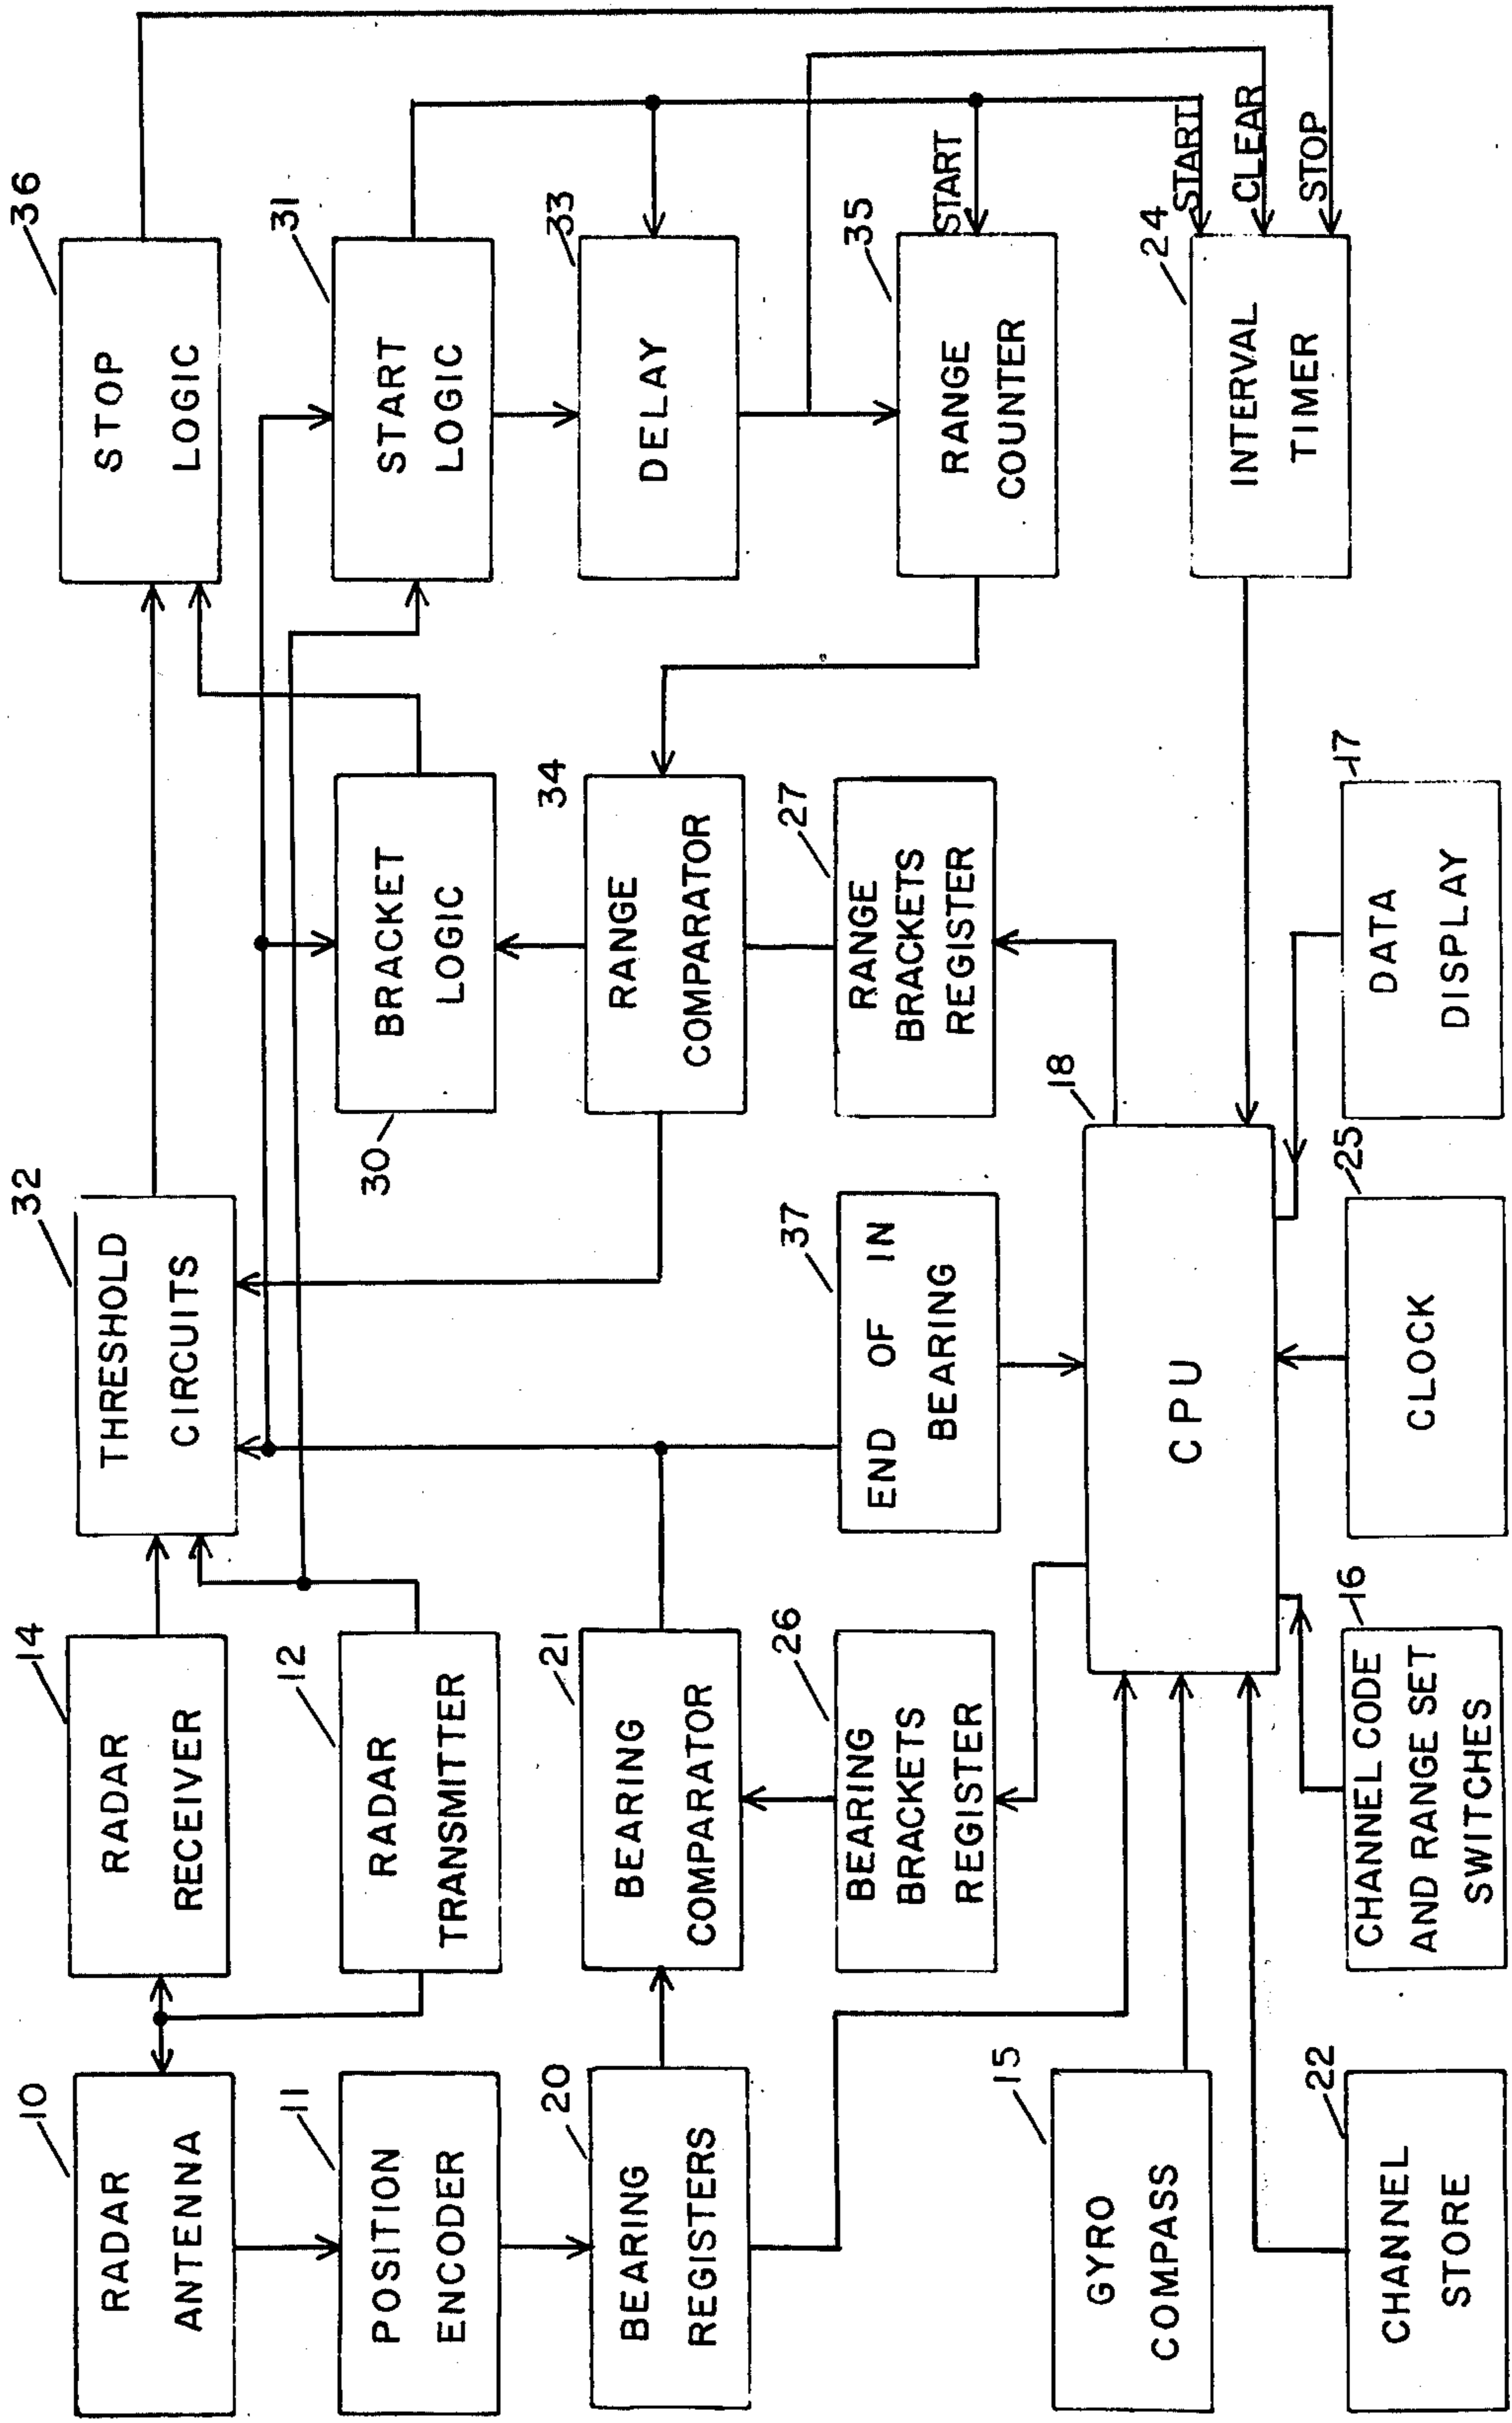 10
RADAR
ANTENNA
14
RADAR
RECEIVER
32
THRESHOLD
CIRCUITS
36
STOP
LOGIC
11
POSITION
ENCODER
12
RADAR
TRANSMITTER
30
BRACKET
LOGIC
31
START
LOGIC
20
BEARING
REGISTERS
21
BEARING
COMPARATOR
34
RANGE
COMPARATOR
33
DELAY
26
BEARING
BRACKETS
REGISTER
37
END OF IN
BEARING
27
RANGE
BRACKETS
REGISTER
35
RANGE
COUNTER
START
15
GYRO
COMPASS
18
CPU
24
INTERVAL
TIMER
START
CLEAR
STOP
22
CHANNEL
STORE
16
CHANNEL CODE
AND RANGE SET
SWITCHES
25
CLOCK
17
DATA
DISPLAY